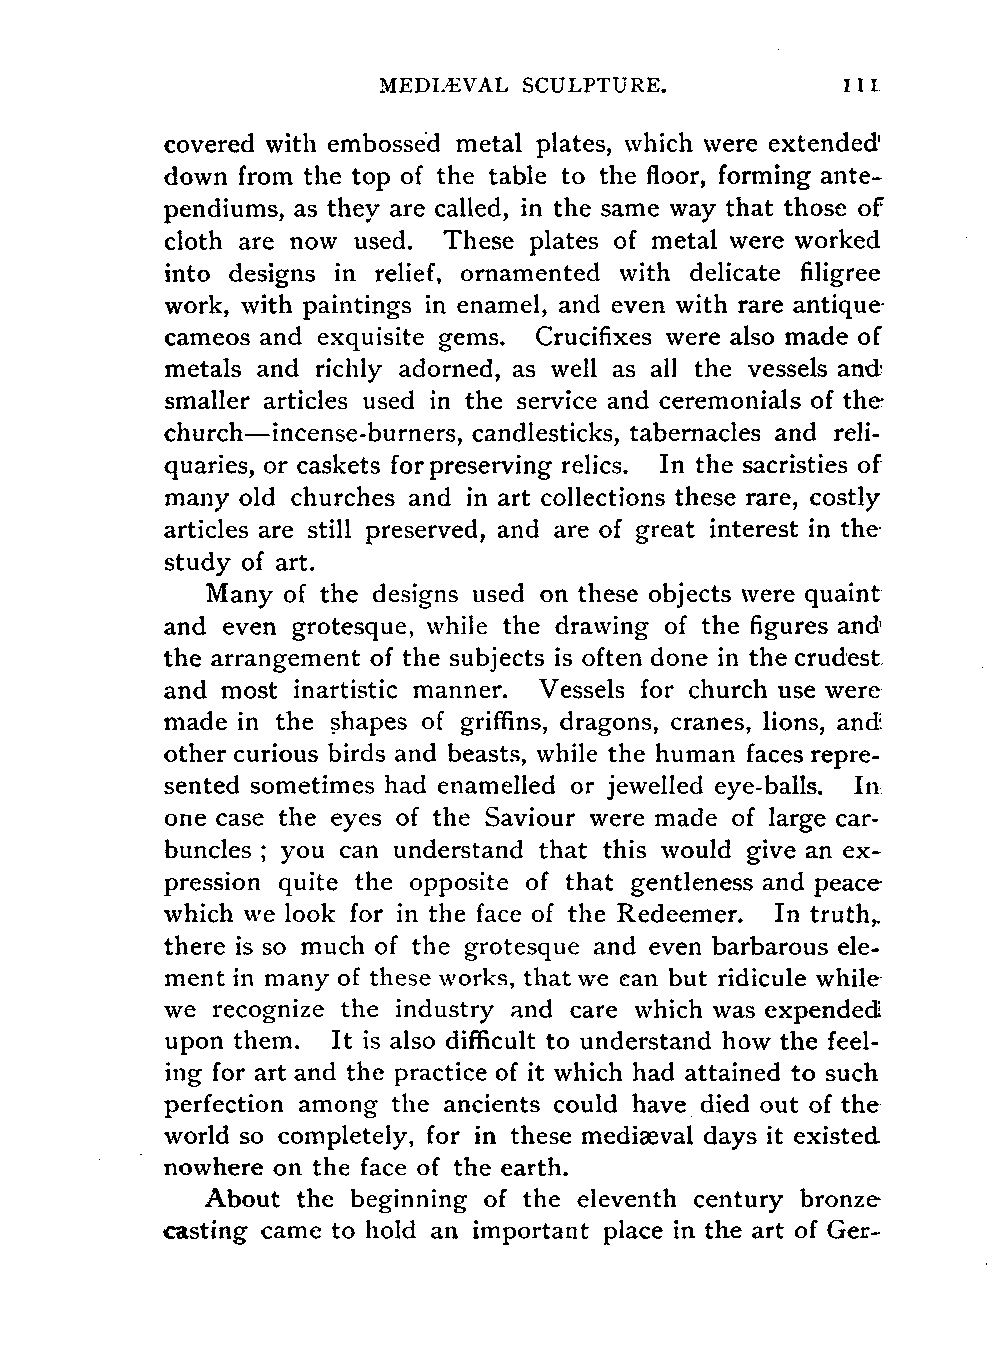 MEDIÆVAL SCULPTURE. 111
covered with embossed metal plates, which were extended
down from the top of the table to the floor, forming ante-
pendiums, as they are called, in the same way that those of
cloth are now used. These plates of metal were worked
into designs in relief, ornamented with delicate filigree
work, with paintings in enamel, and even with rare antique
cameos and exquisite gems. Crucifixes were also made of
metals and richly adorned, as well as all the vessels and
smaller articles used in the service and ceremonials of the
church—incense-burners, candlesticks, tabernacles and reli-
quaries, or caskets for preserving relics. In the sacristies of
many old churches and in art collections these rare, costly
articles are still preserved, and are of great interest in the
study of art.
Many of the designs used on these objects were quaint
and even grotesque, while the drawing of the figures and
the arrangement of the subjects is often done in the crudest
and most inartistic manner. Vessels for church use were
made in the shapes of griffins, dragons, cranes, lions, and
other curious birds and beasts, while the human faces repre-
sented sometimes had enamelled or jewelled eye-balls. In
one case the eyes of the Saviour were made of large car-
buncles ; you can understand that this would give an ex-
pression quite the opposite of that gentleness and peace
which we look for in the face of the Redeemer. In truth,
there is so much of the grotesque and even barbarous ele-
ment in many of these works, that we can but ridicule while
we recognize the industry and care which was expended
upon them. It is also difficult to understand how the feel-
ing for art and the practice of it which had attained to such
perfection among the ancients could have died out of the
world so completely, for in these mediæval days it existed
nowhere on the face of the earth.
About the beginning of the eleventh century bronze
casting came to hold an important place in the art of Ger-